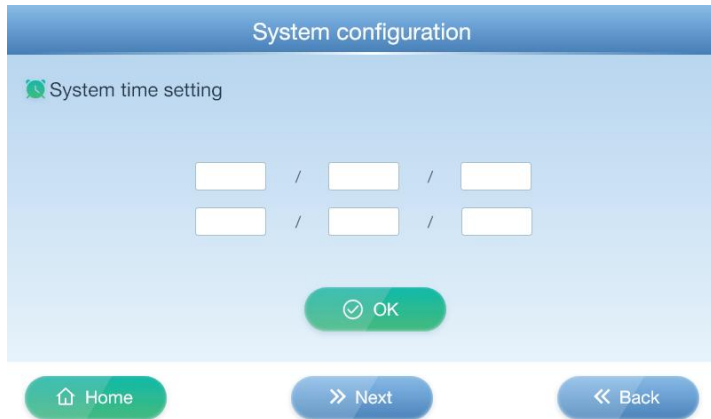 System configuration
System time setting
/ /
/ /
OK
Home Next Back